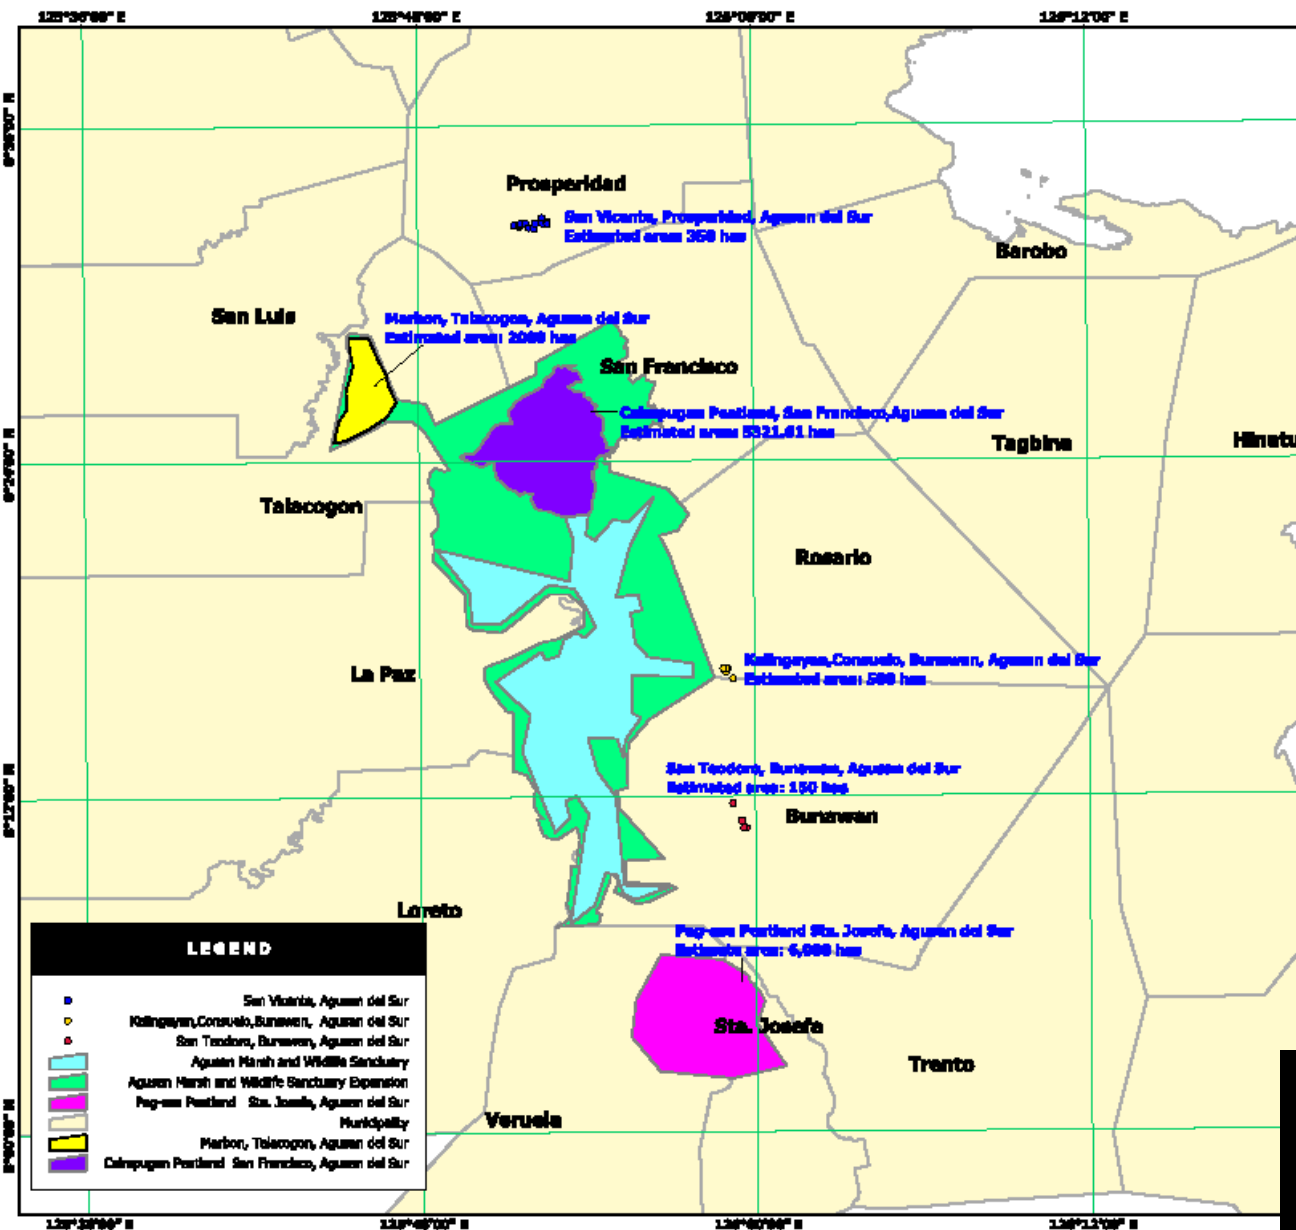 Prosperidad
San Vicente, Prosperidad, Agusan del Sur
Estimated area: 350 has
Barobo
San Luis
Marbon, Talacogon, Agusan del Sur
Estimated area: 2000 has
San Francisco
Peatland, San Francisco,Agusan del Sur
Estimated area: 5321.61 has
Tagbina
Hinatu
Talacogon
Rosario
La Paz
Kalingayan,Consuelo, Bunawan, Agusan del Sur
Estimated area: 500 has
San Teodoro, Bunawan, Agusan del Sur
Estimated area: 150 has
Bunawan
Loreto
Pag-asa Peatland Sta. Josefa, Agusan del Sur
Estimate area: 6,000 has
Sta. Josefa
Trento
Veruela
LEGEND
San Vicente, Agusan del Sur
Kalingayan,Consuelo,Bunawan, Agusan del Sur
San Teodoro, Bunawan, Agusan del Sur
Agusan Marsh and Wildlife Sanctuary
Agusan Marsh and Wildlife Sanctuary Expansion
Pag-asa Peatland Sta. Josefa, Agusan del Sur
Municipality
Marbon, Talacogon, Agusan del Sur
Peatland San Francisco, Agusan del Sur